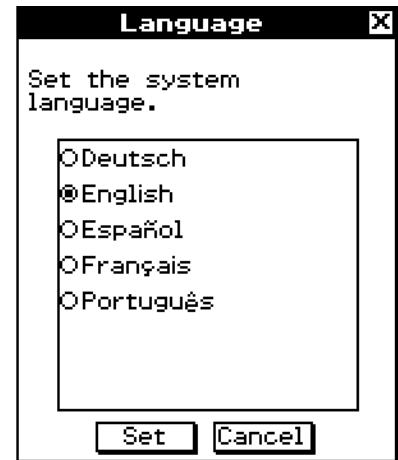 Language
Set the system
language.
Deutsch
English
Español
Français
Português
Set Cancel